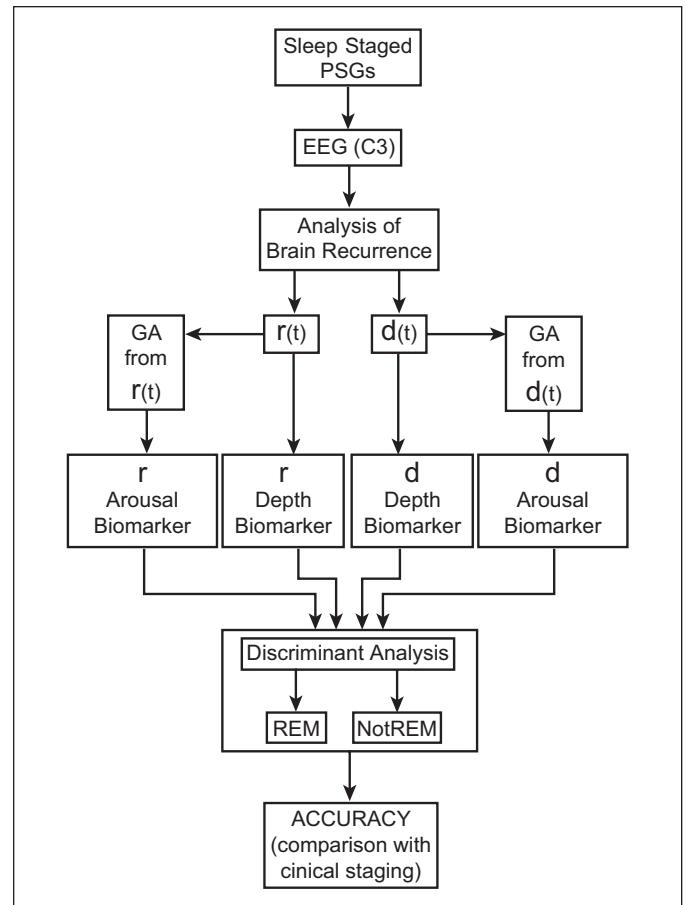 Sleep Staged
PSGs
EEG (C3)
Analysis of
Brain Recurrence
GA
from
r(t)
r(t)
d(t)
GA
from
d(t)
r
Arousal
Biomarker
r
Depth
Biomarker
d
Depth
Biomarker
d
Arousal
Biomarker
Discriminant Analysis
REM
NotREM
ACCURACY
(comparison with
cinical staging)